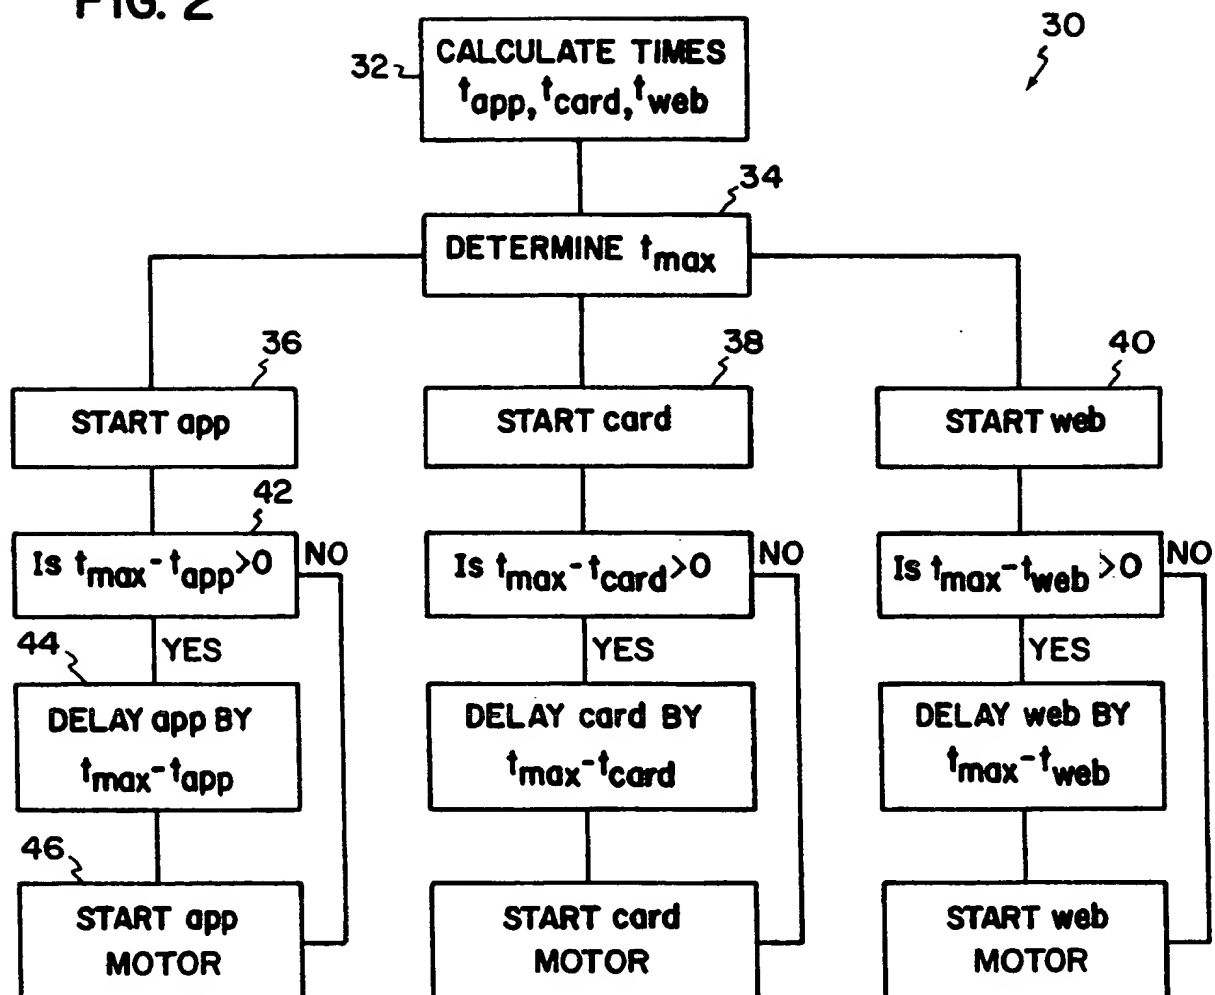 FIG. 2
30
32
CALCULATE TIMES
tapp, tcard, tweb
34
DETERMINE tmax
36
38
40
START app
START card
START web
42
Is tmax-tapp>0
NO
Is tmax-tcard>0
NO
Is tmax-tweb>0
NO
44
YES
YES
YES
DELAY app BY
tmax-tapp
DELAY card BY
tmax-tcard
DELAY web BY
tmax-tweb
46
START app
MOTOR
START card
MOTOR
START web
MOTOR